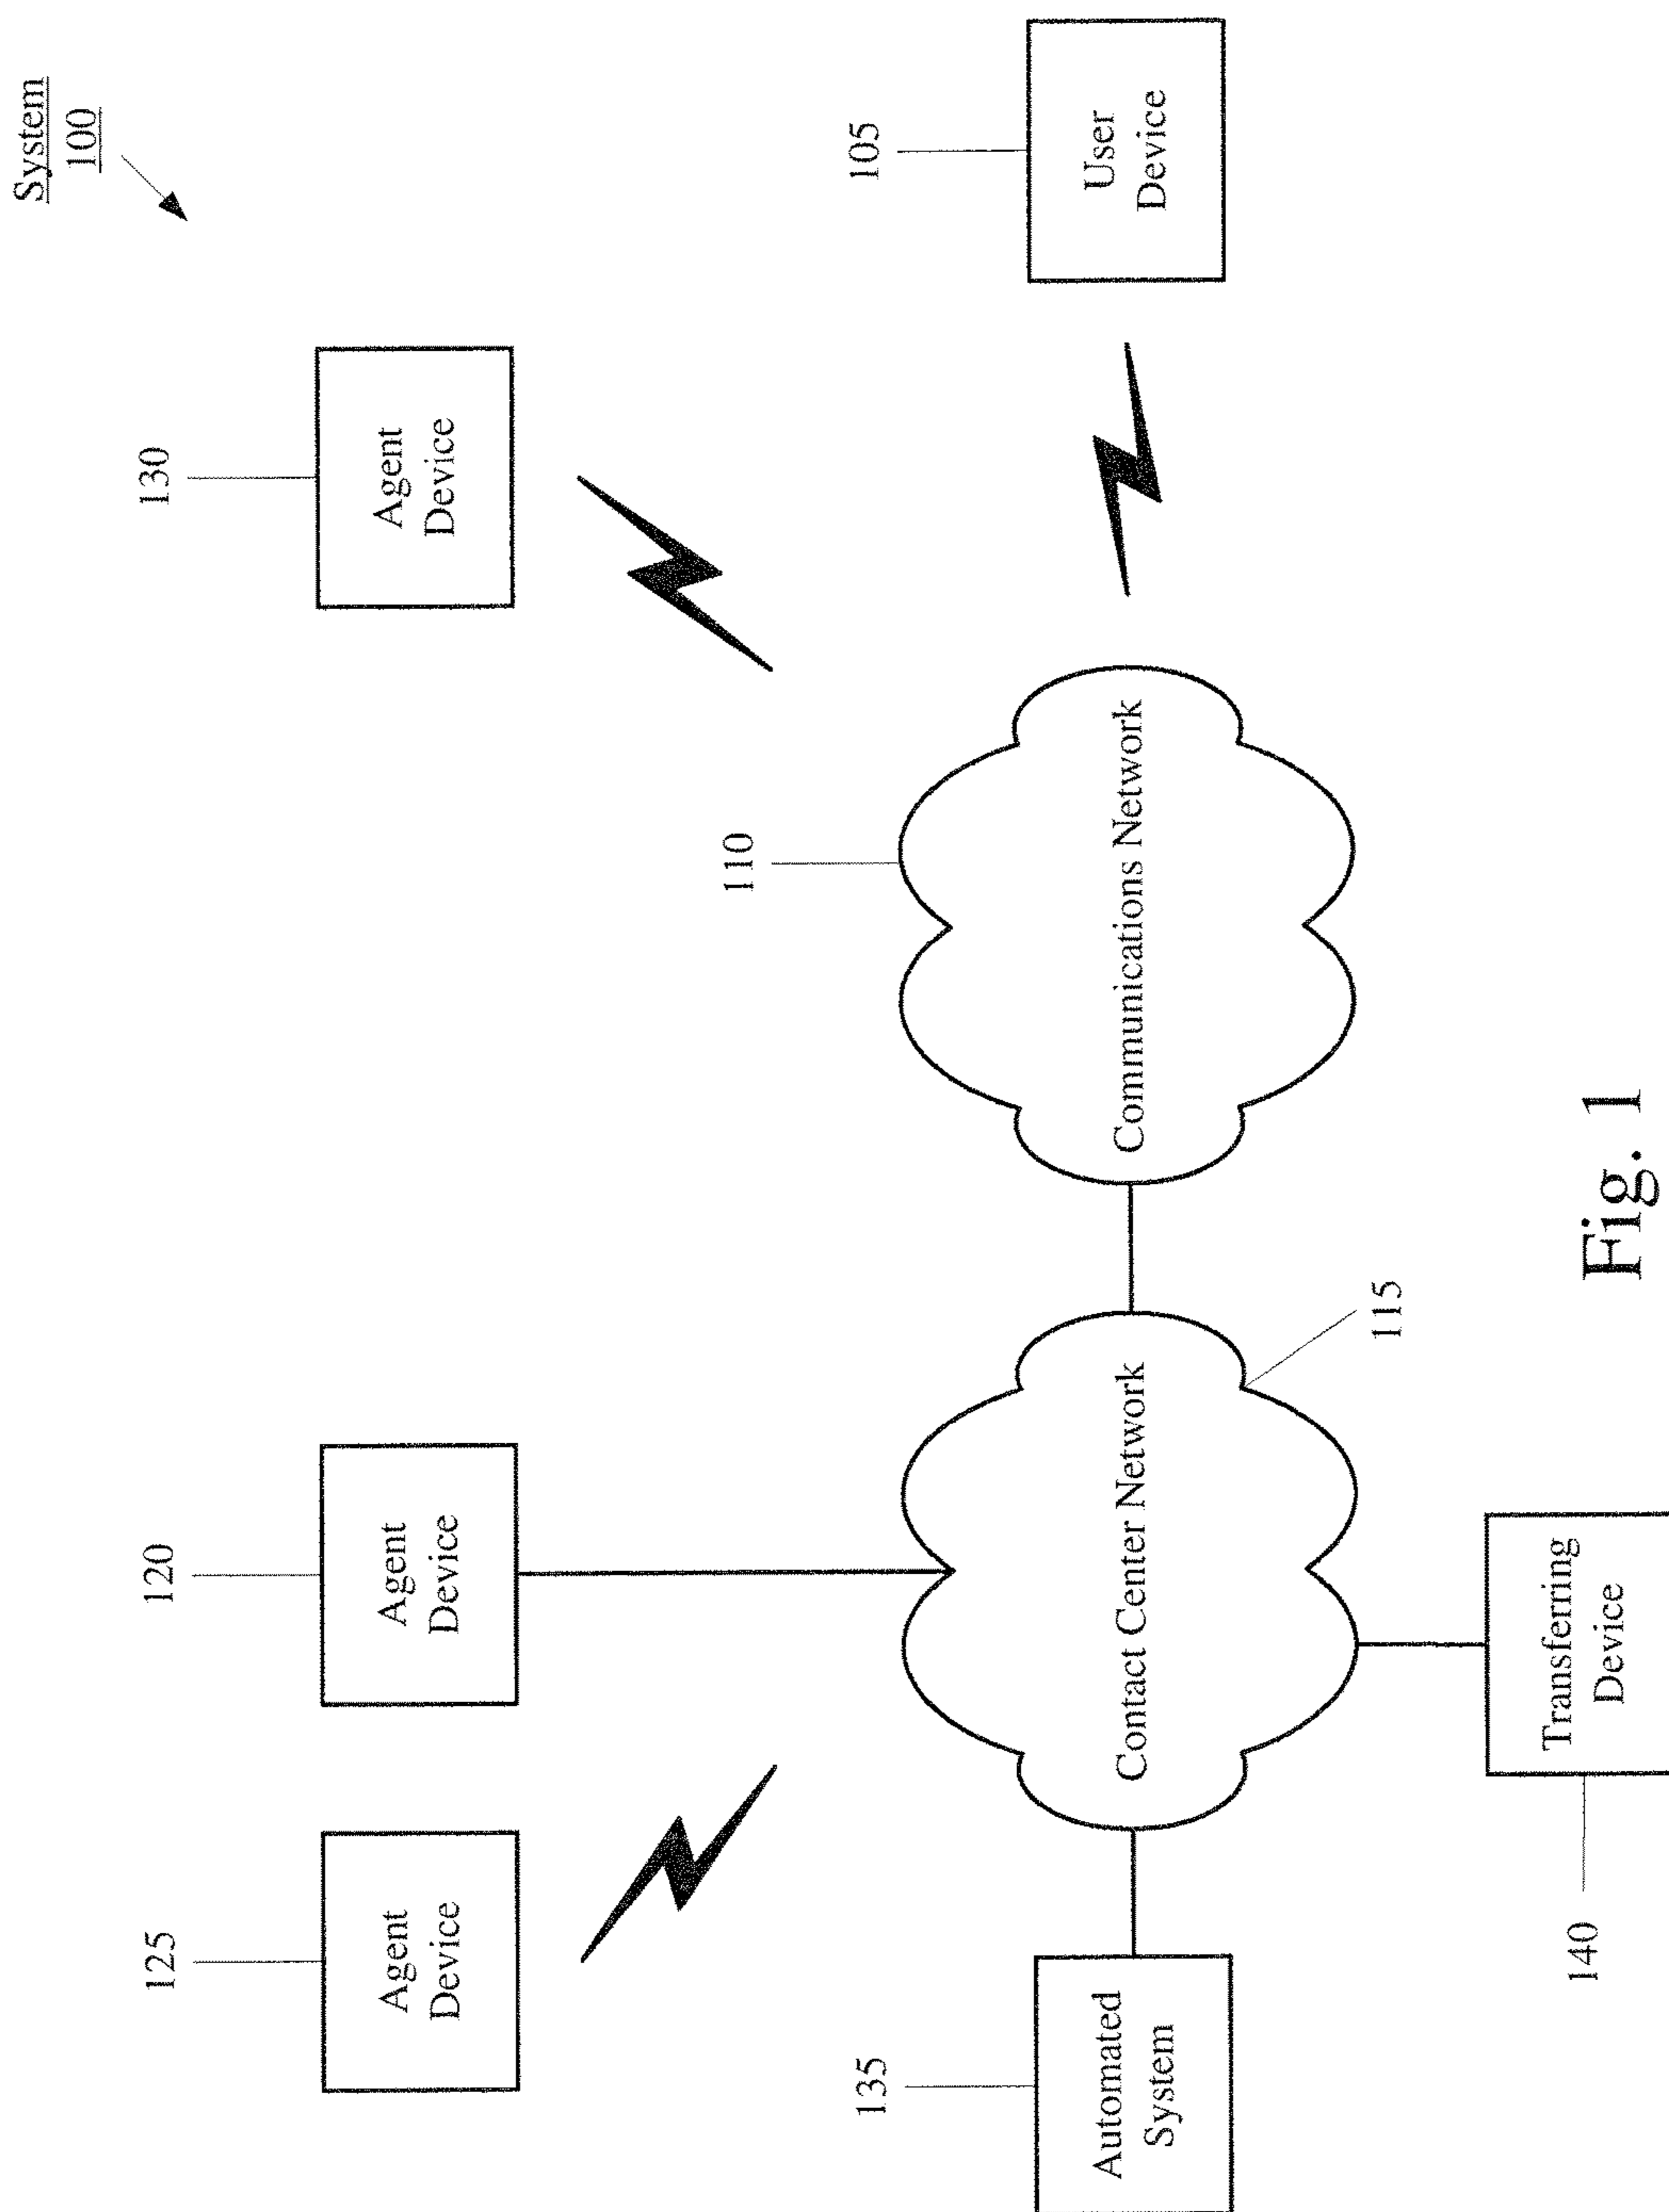 System
100
125
120
130
Agent
Device
Agent
Device
Agent
Device
110
135
105
Automated
System
Contact Center Network
Communications Network
User
Device
115
140
Transferring
Device
Fig. 1